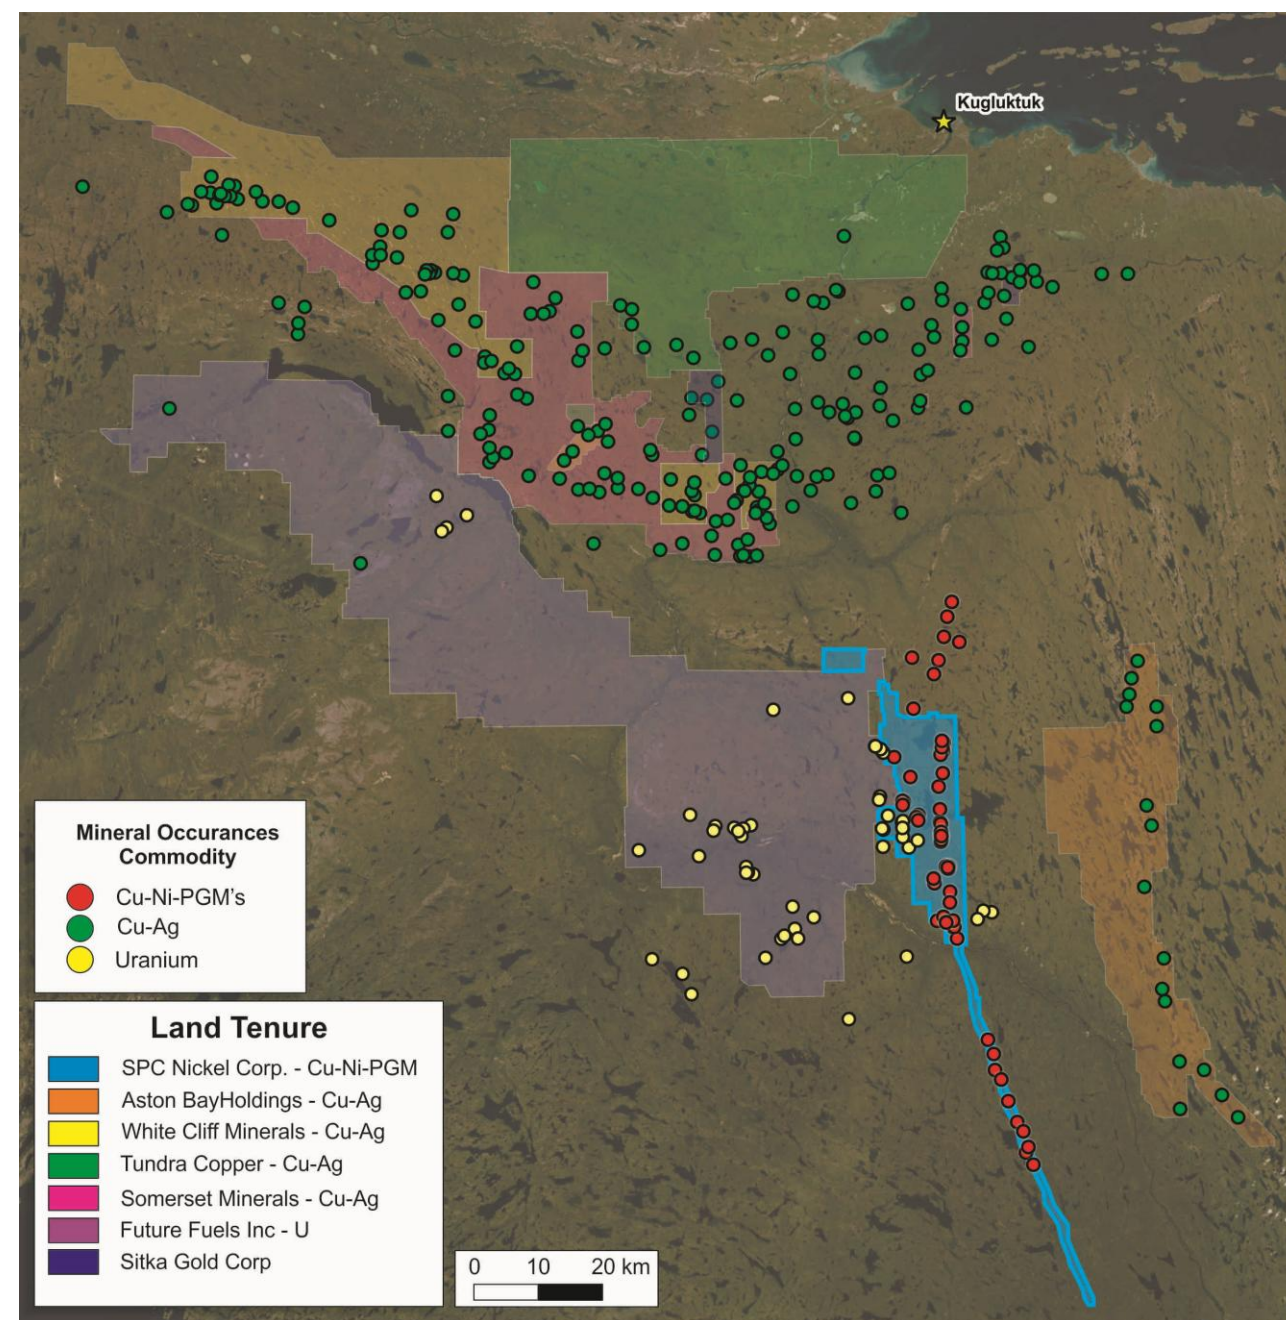 Kugluktuk
Mineral Occurances
Commodity
Cu-Ni-PGM's
Cu-Ag
Uranium
Land Tenure
SPC Nickel Corp. - Cu-Ni-PGM
Aston BayHoldings - Cu-Ag
White Cliff Minerals - Cu-Ag
Tundra Copper - Cu-Ag
Somerset Minerals - Cu-Ag
Future Fuels Inc - U
Sitka Gold Corp
0 10 20 km